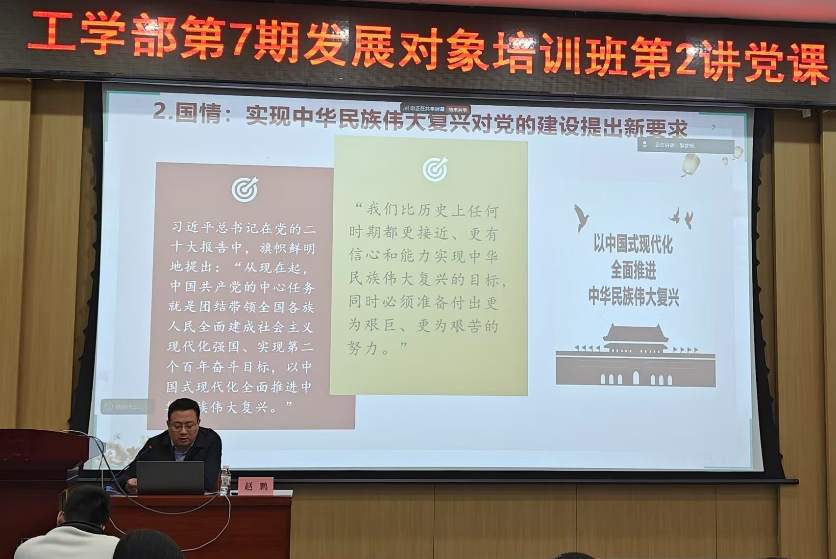 工学部第7期发展对象培训班第2讲党课
2.国情：实现中华民族伟大复兴对党的建设提出新要求
习近平总书记在党的二
十大报告中，旗帜鲜明
地提出：“从现在起，
中国共产党的中心任务
就是团结带领全国各族
人民全面建成社会主义
现代化强国、实现第二
个百年奋斗目标，以中
国式现代化全面推进中
族伟大复兴。”
“我们比历史上任何
时期都更接近、更有
信心和能力实现中华
民族伟大复兴的目标，
同时必须准备付出更
为艰巨、更为艰苦的
努力。”
以中国式现代化
全面推进
中华民族伟大复兴
赵鹏